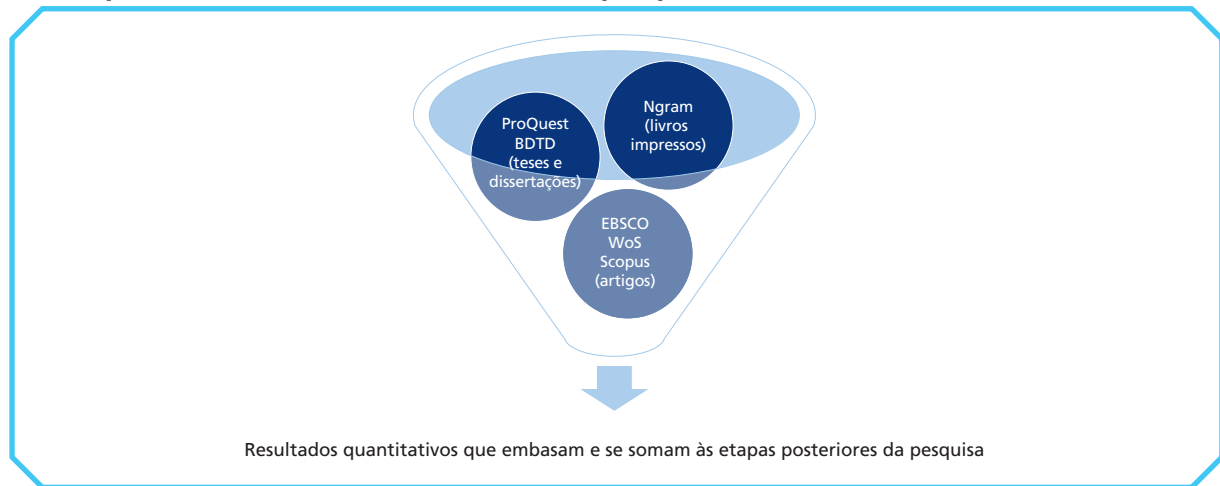 ProQuest
BDTD
(teses e
dissertações)
Ngram
(livros
impressos)
EBSCO
WoS
Scopus
(artigos)
Resultados quantitativos que embasam e se somam às etapas posteriores da pesquisa